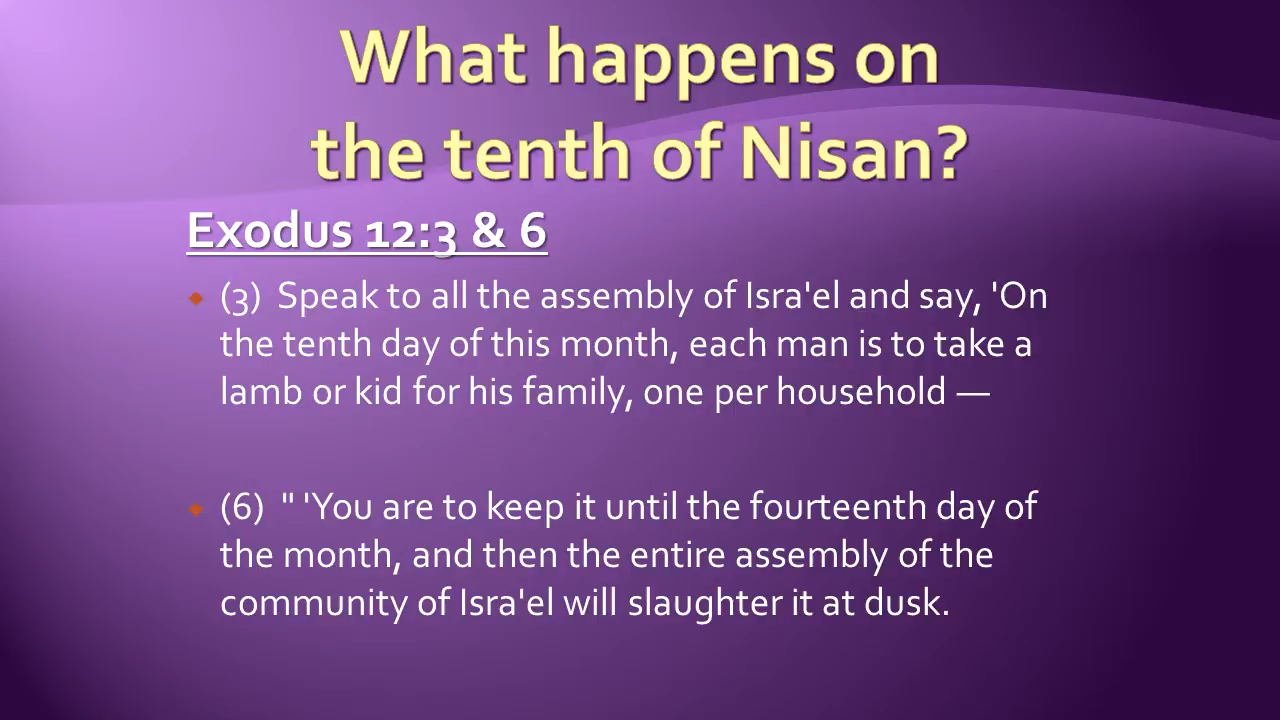 What happens on
the tenth of Nisan?
Exodus 12:3 & 6
(3)  Speak to all the assembly of Isra'el and say, 'On
the tenth day of this month, each man is to take a
lamb or kid for his family, one per household —
(6)  " 'You are to keep it until the fourteenth day of
the month, and then the entire assembly of the
community of Isra'el will slaughter it at dusk.